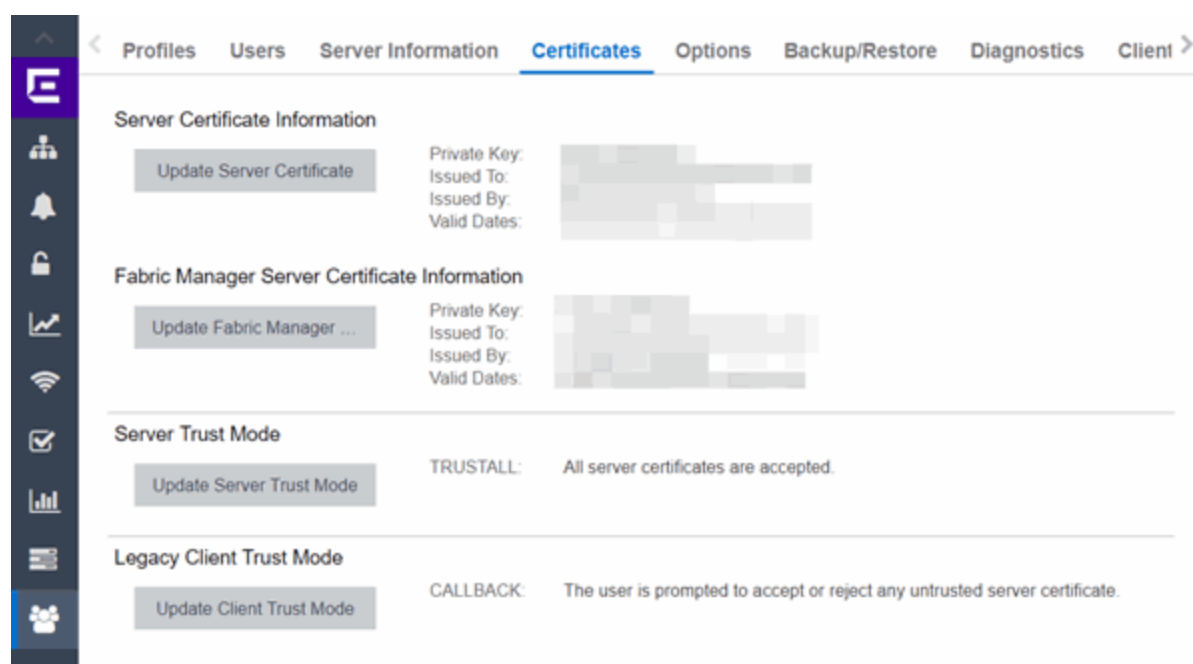 Profiles Users Server Information Certificates Options Backup/Restore Diagnostics Client
Server Certificate Information
Update Server Certificate
Private Key:
Issued To:
Issued By:
Valid Dates:
Fabric Manager Server Certificate Information
Update Fabric Manager ...
Private Key:
Issued To:
Issued By:
Valid Dates:
Server Trust Mode
Update Server Trust Mode
TRUSTALL: All server certificates are accepted.
Legacy Client Trust Mode
Update Client Trust Mode
CALLBACK: The user is prompted to accept or reject any untrusted server certificate.